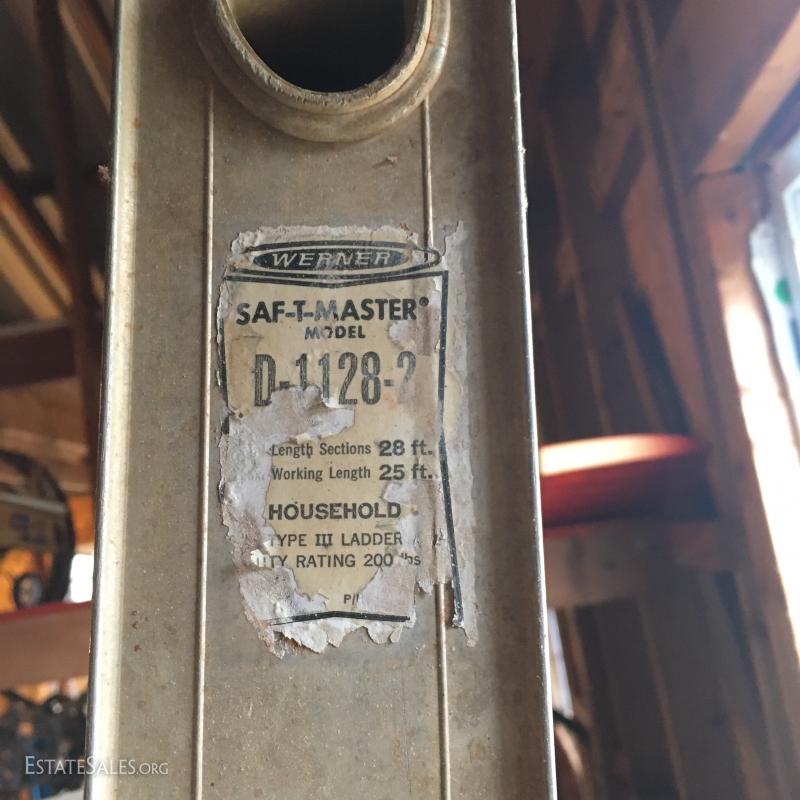 WERNER
SAF-T-MASTER®
MODEL
D-1128-2
Length Sections 28 ft.
Working Length 25 ft.
HOUSEHOLD
TYPE III LADDER
RATING 200 lbs
ESTATESALES.ORG